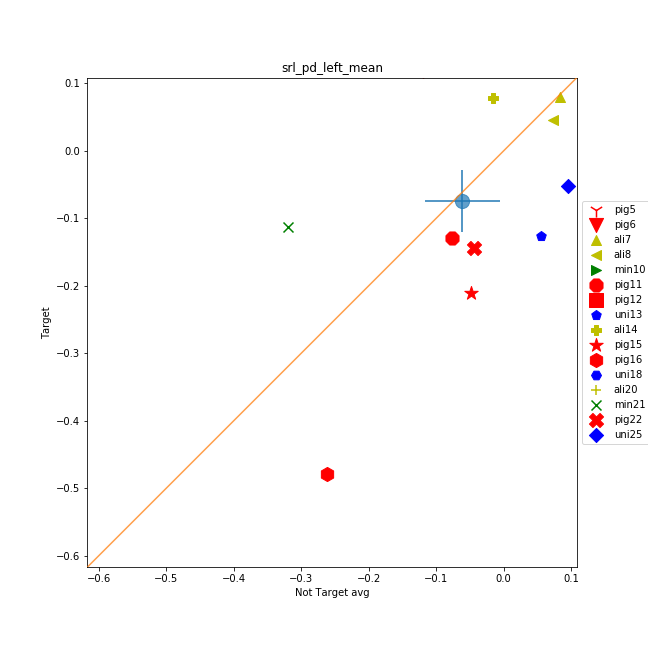 srl_pd_left_mean
0.1
0.0
−0.1
−0.2
−0.3
−0.4
−0.5
−0.6
Target
−0.6 −0.5 −0.4 −0.3 −0.2 −0.1 0.0 0.1
Not Target avg
pig5
pig6
ali7
ali8
min10
pig11
pig12
uni13
ali14
pig15
pig16
uni18
ali20
min21
pig22
uni25